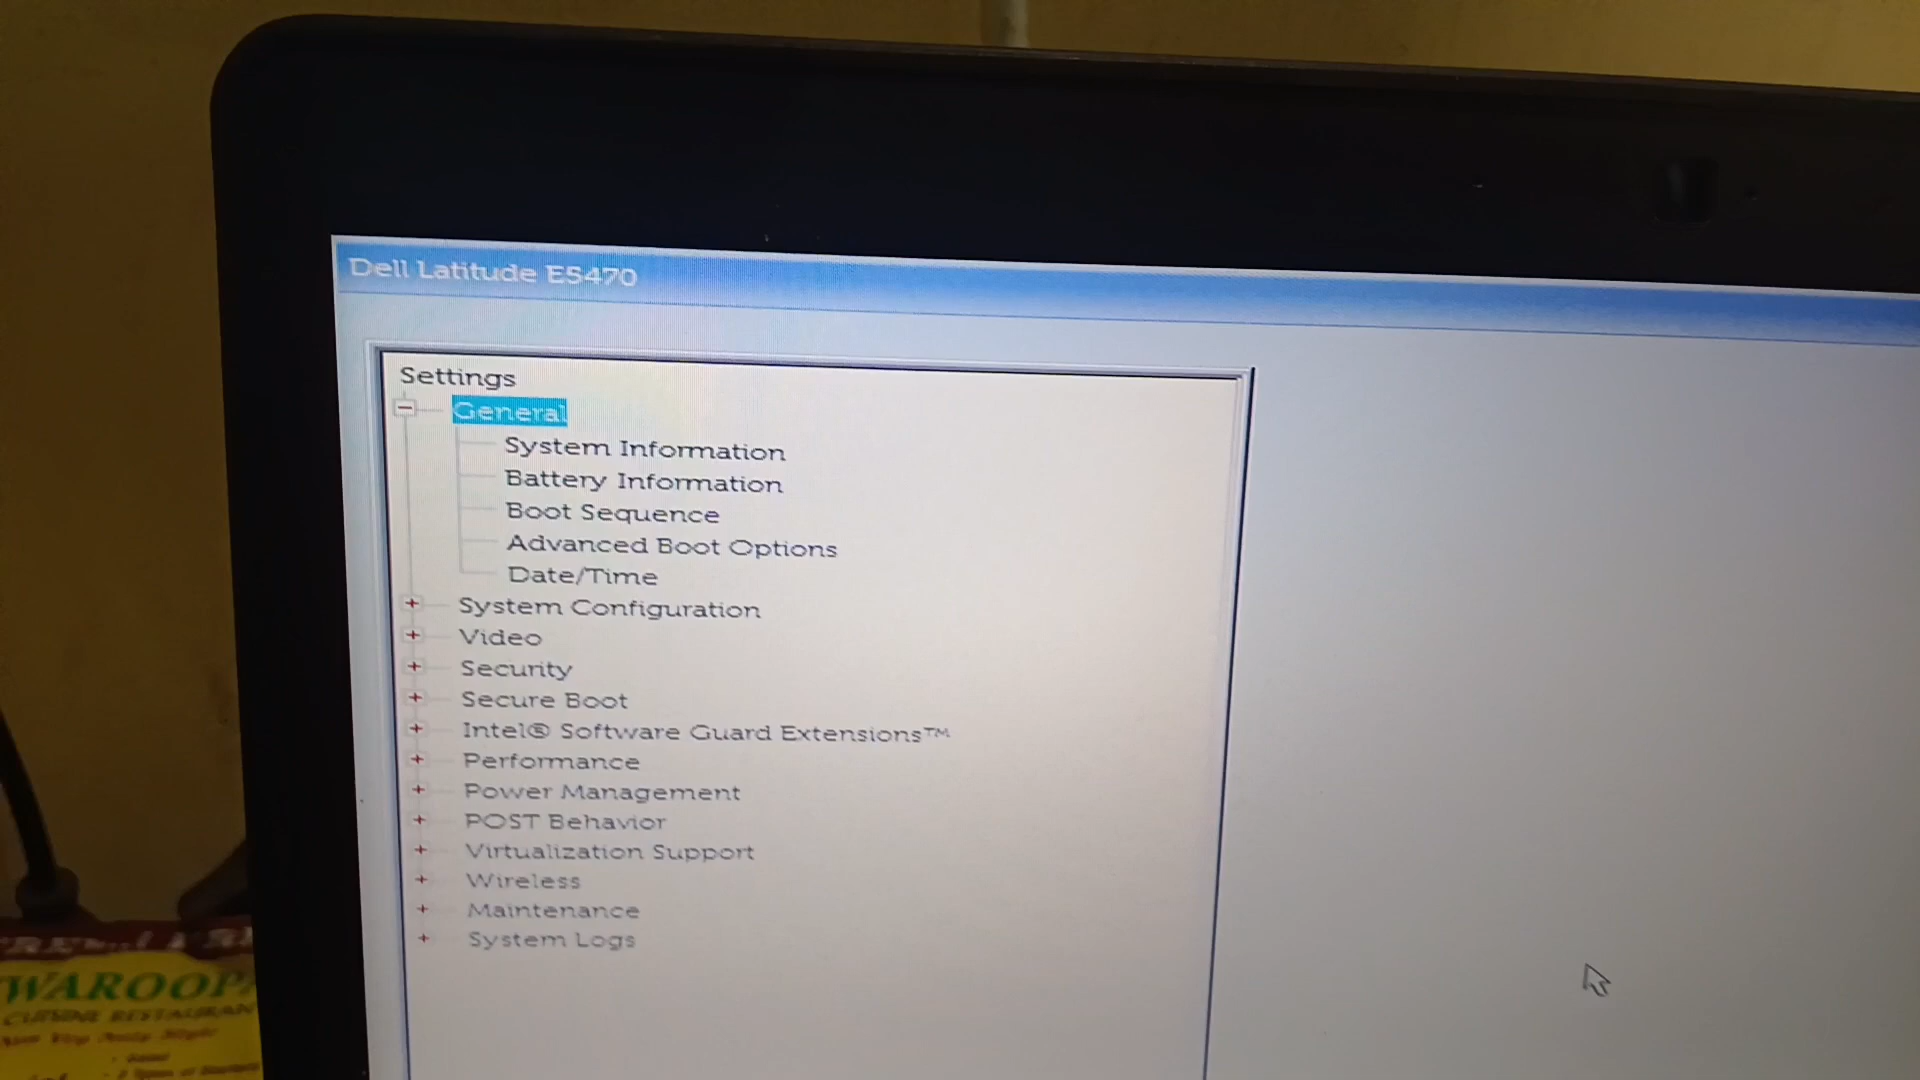 Dell Latitude E5470
Settings
General
System Information
Battery Information
Boot Sequence
Advanced Boot Options
Date/Time
System Configuration
Video
Security
Secure Boot
Intel® Software Guard Extensions™
Performance
Power Management
POST Behavior
Virtualization Support
Wireless
Maintenance
System Logs
WAROOP
CUISINE RESTAURAN